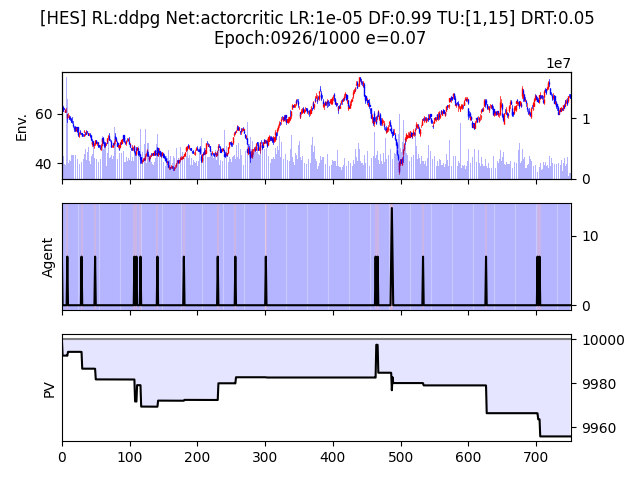 [HES] RL:ddpg Net:actorcritic LR:1e-05 DF:0.99 TU:[1,15] DRT:0.05
Epoch:0926/1000 e=0.07
1e7
Env.
60
40
1
0
Agent
10
0
PV
10000
9980
9960
0 100 200 300 400 500 600 700